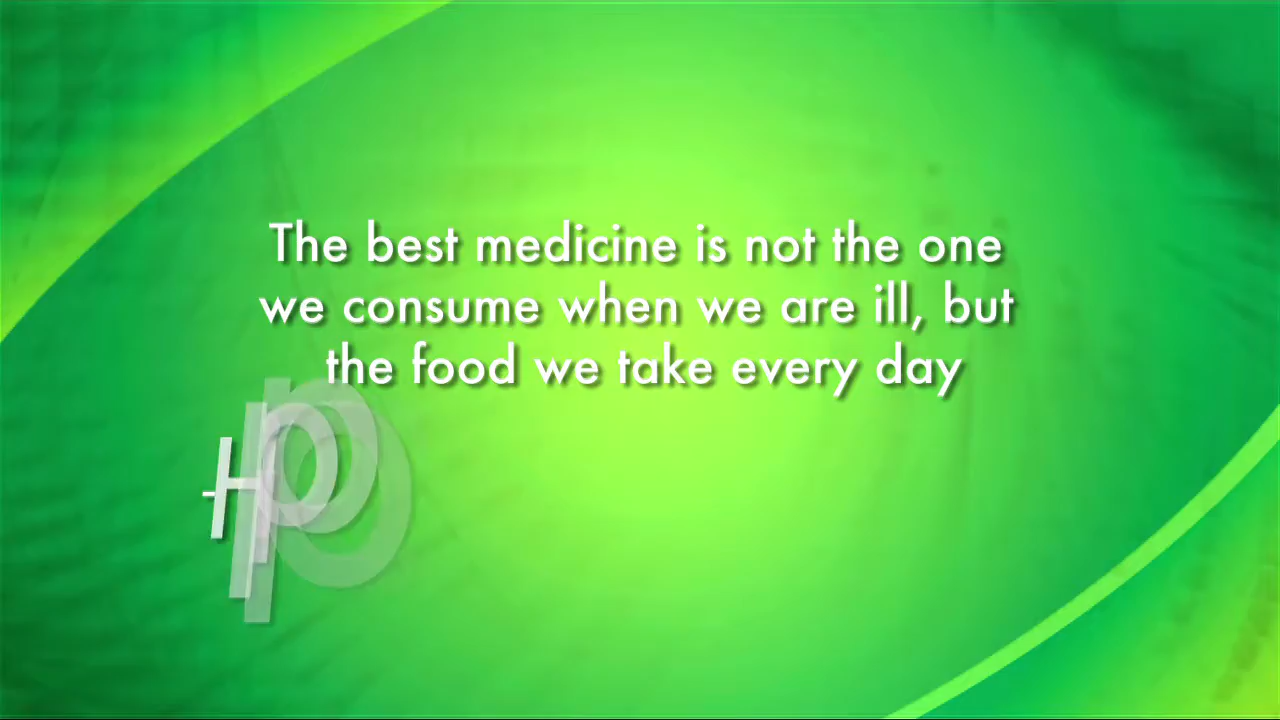 The best medicine is not the one
we consume when we are ill, but
the food we take every day